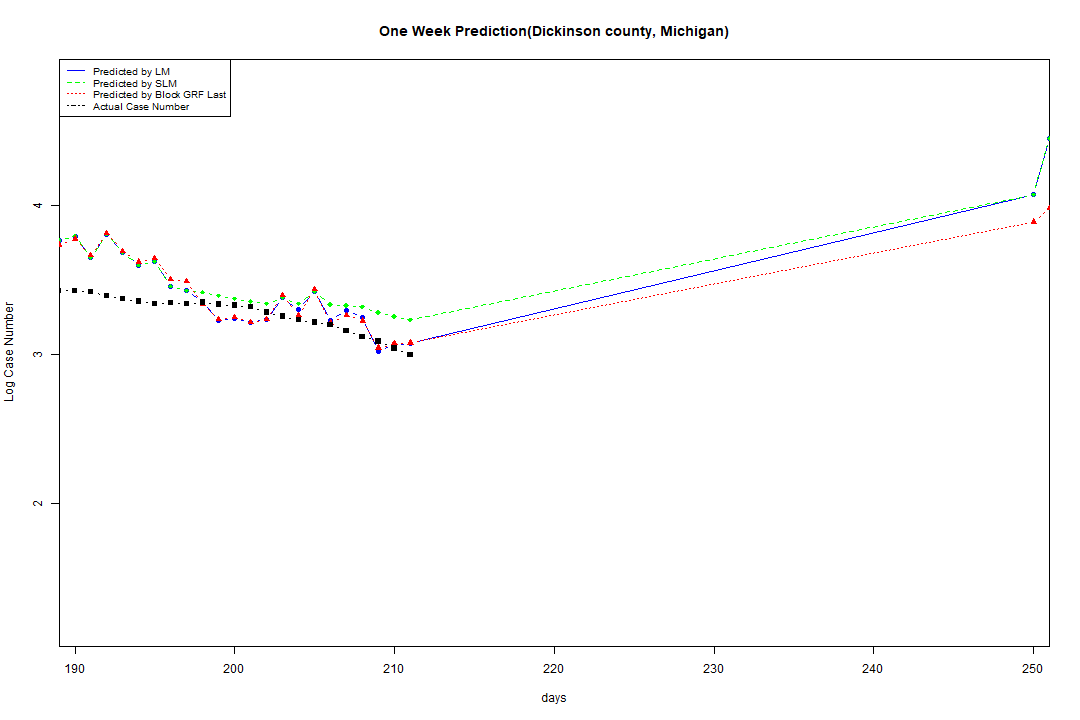 One Week Prediction(Dickinson county, Michigan)
Predicted by LM
Predicted by SLM
Predicted by Block GRF Last
Actual Case Number
4
3
2
Log Case Number
190 200 210 220 230 240 250
days